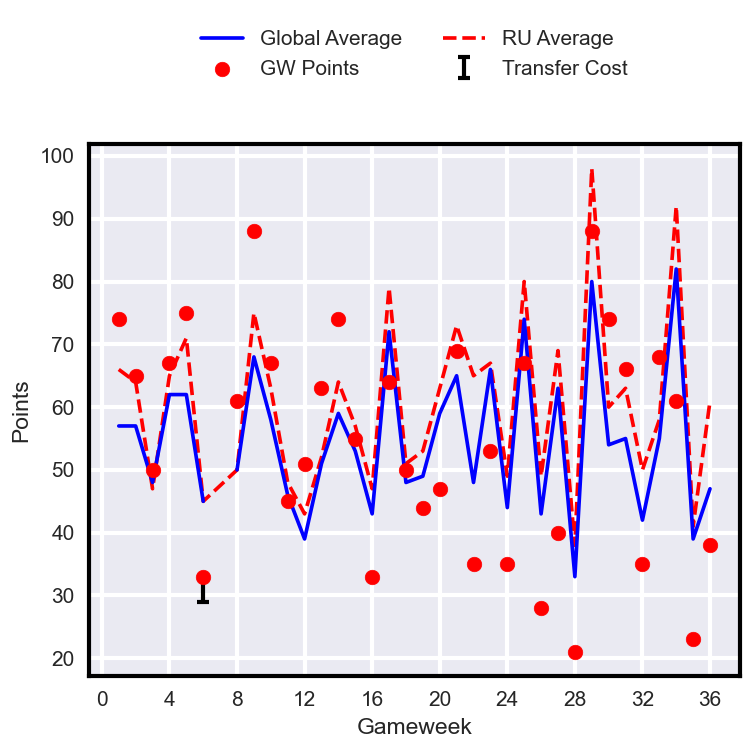 Global Average
RU Average
GW Points
Transfer Cost
100
90
80
70
60
50
40
30
20
Points
0 4 8 12 16 20 24 28 32 36
Gameweek